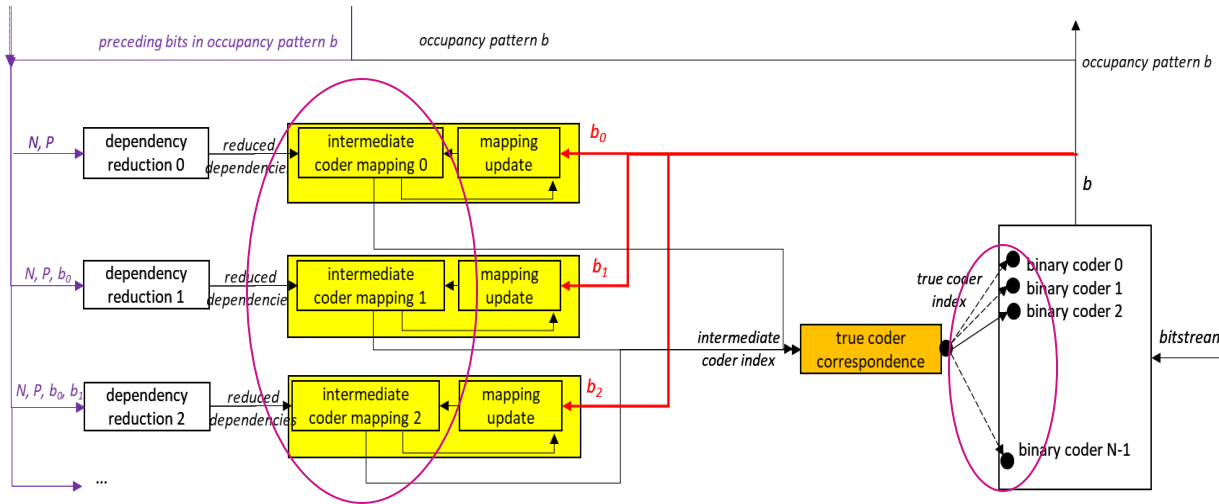 preceding bits in occupancy pattern b
occupancy pattern b
occupancy pattern b
N, P
dependency
reduction 0
reduced
dependencies
intermediate
coder mapping 0
mapping
update
b0
b
N, P, b0
dependency
reduction 1
reduced
dependencies
intermediate
coder mapping 1
mapping
update
b1
true coder
index
binary coder 0
binary coder 1
binary coder 2
intermediate
coder index
true coder
correspondence
bitstream
N, P, b0, b1
dependency
reduction 2
reduced
dependencies
intermediate
coder mapping 2
mapping
update
b2
binary coder N-1
...